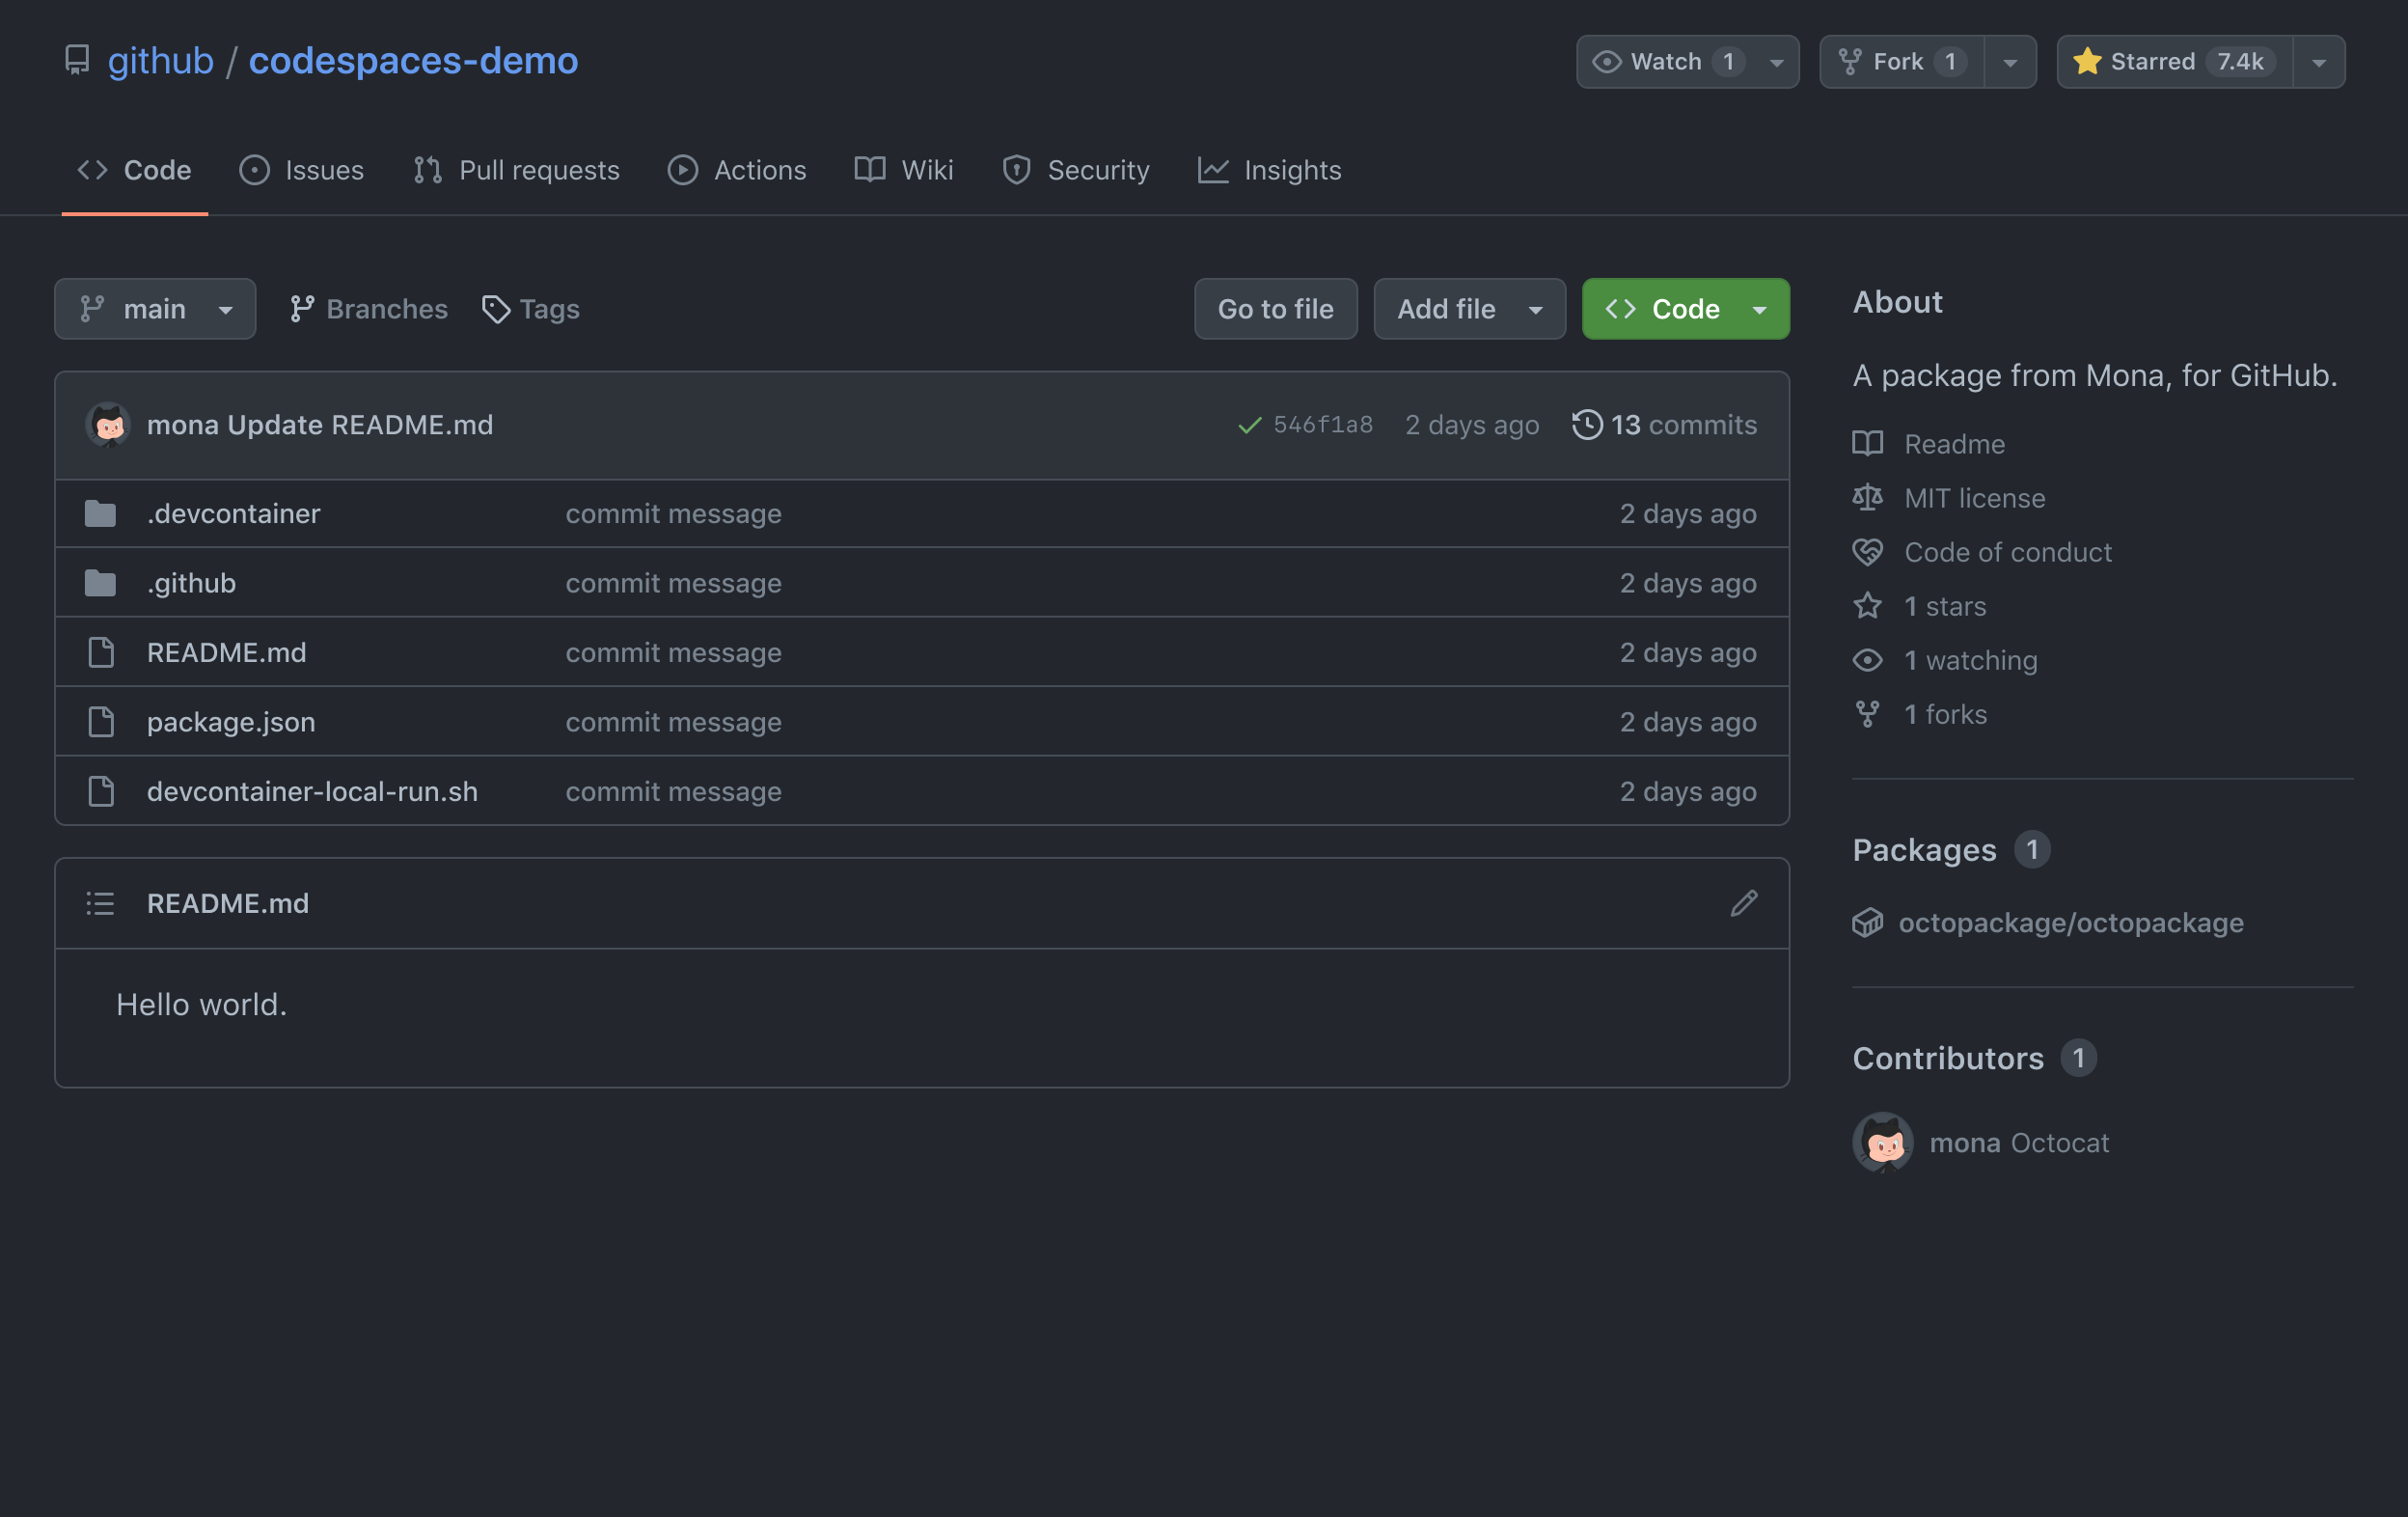 github / codespaces-demo
Watch 1
Fork 1
Starred 7.4k
Code Issues Pull requests Actions Wiki Security Insights
main Branches Tags
Go to file Add file Code
mona Update README.md 546f1a8 2 days ago 13 commits
.devcontainer commit message 2 days ago
.github commit message 2 days ago
README.md commit message 2 days ago
package.json commit message 2 days ago
devcontainer-local-run.sh commit message 2 days ago
README.md
Hello world.
About
A package from Mona, for GitHub.
Readme
MIT license
Code of conduct
1 stars
1 watching
1 forks
Packages 1
octopackage/octopackage
Contributors 1
mona Octocat